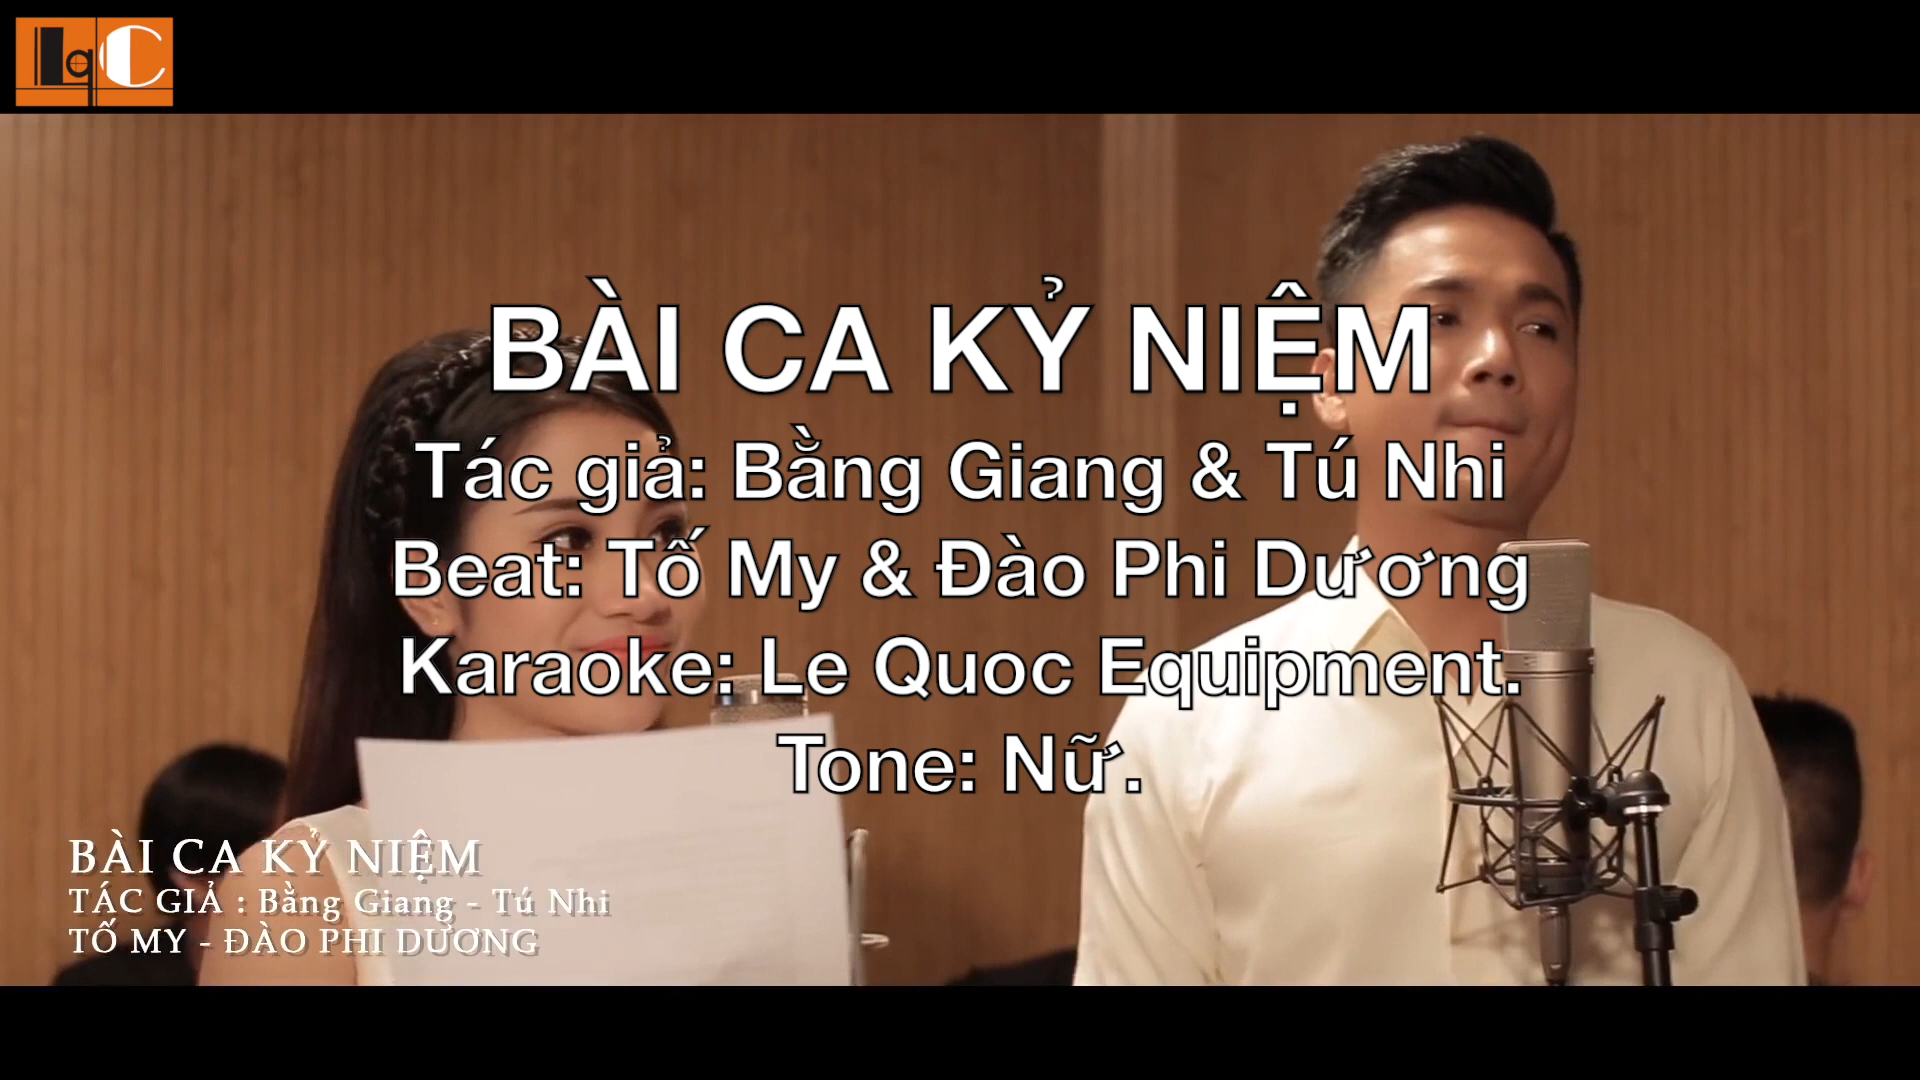 LqC
BÀI CA KỶ NIỆM
Tác giả: Bằng Giang & Tú Nhi
Beat: Tố My & Đào Phi Dương
Karaoke: Le Quoc Equipment.
Tone: Nữ.
BÀI CA KỶ NIỆM
TÁC GIẢ : Bằng Giang - Tú Nhi
TỐ MY - ĐÀO PHI DƯƠNG